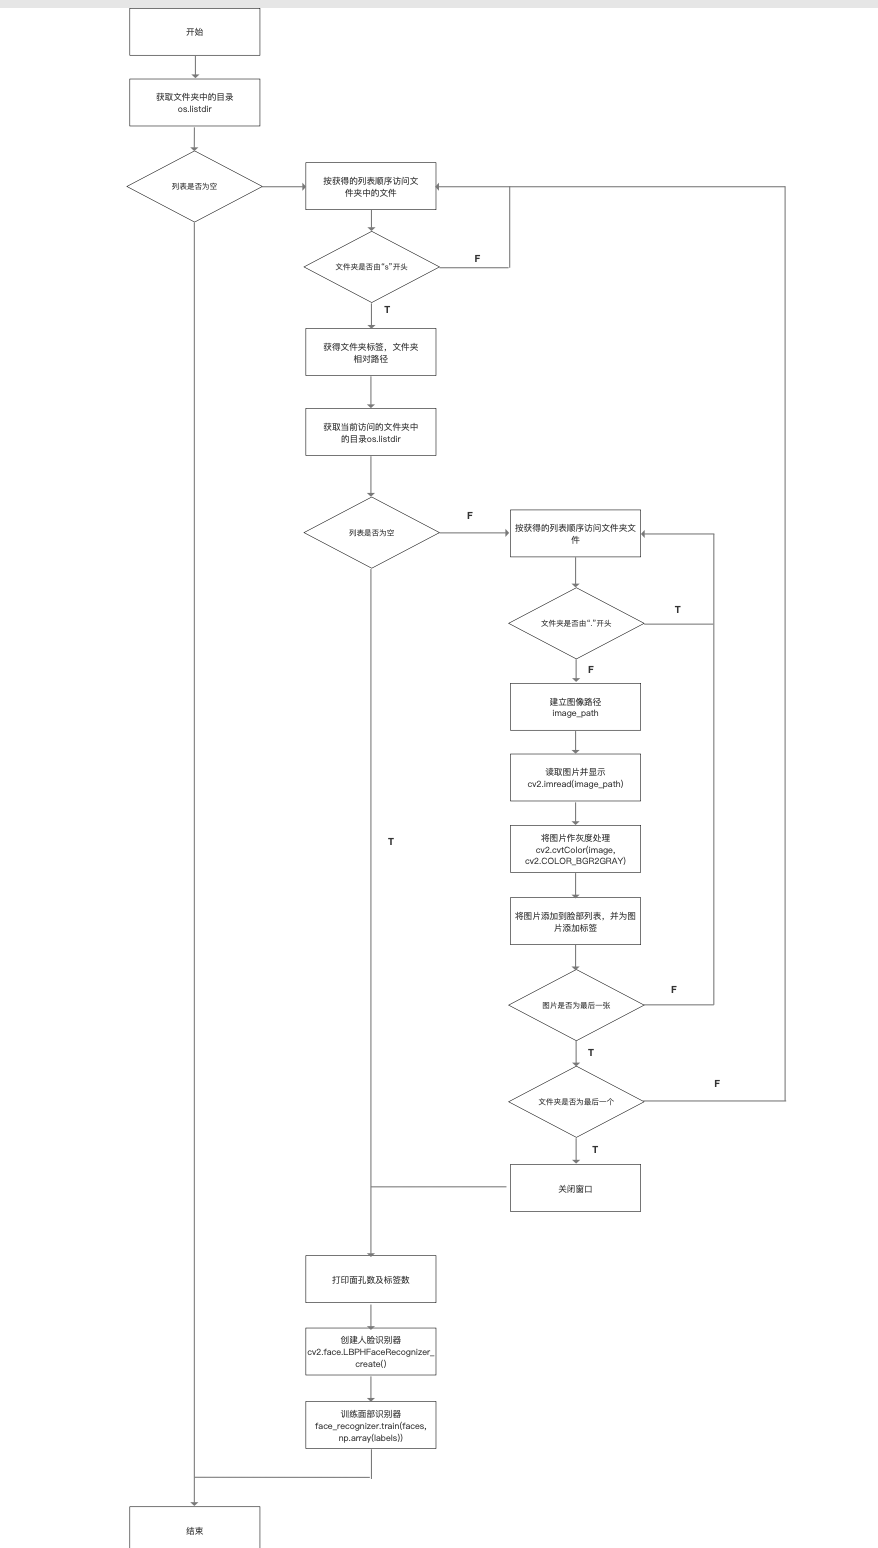 开始
获取文件夹中的目录
os.listdir
列表是否为空
按获得的列表顺序访问文
件夹中的文件
文件夹是否由“s”开头
F
T
获得文件夹标签，文件夹
相对路径
获取当前访问的文件夹中
的目录os.listdir
列表是否为空
F
按获得的列表顺序访问文件夹文
件
文件夹是否由“.”开头
T
F
建立图像路径
image_path
读取图片并显示
cv2.imread(image_path)
T
将图片作灰度处理
cv2.cvtColor(image,
cv2.COLOR_BGR2GRAY)
将图片添加到脸部列表，并为图
片添加标签
图片是否为最后一张
F
T
文件夹是否为最后一个
F
T
关闭窗口
打印面孔数及标签数
创建人脸识别器
cv2.face.LBPHFaceRecognizer_
create()
训练面部识别器
face_recognizer.train(faces,
np.array(labels))
结束